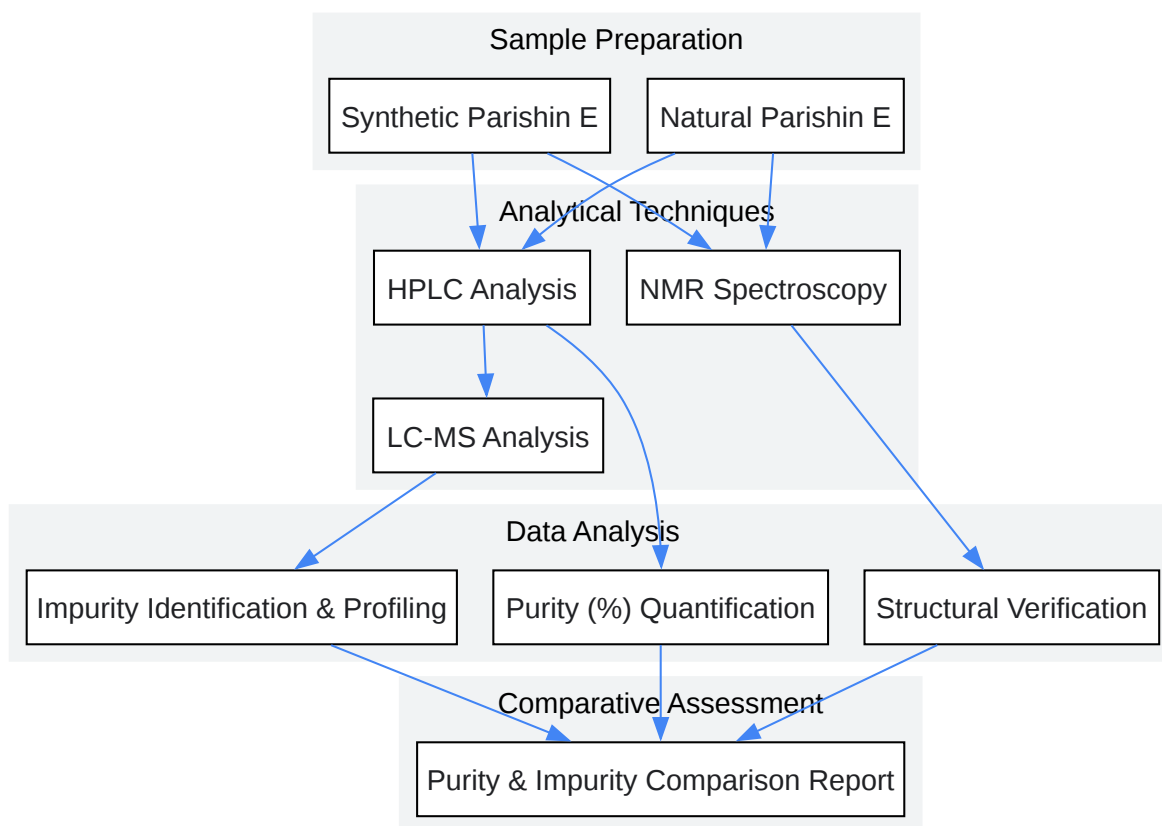 Sample Preparation
Synthetic Parishin E
Natural Parishin E
Analytical Techniques
HPLC Analysis
NMR Spectroscopy
LC-MS Analysis
Data Analysis
Impurity Identification & Profiling
Purity (%) Quantification
Structural Verification
Comparative Assessment
Purity & Impurity Comparison Report